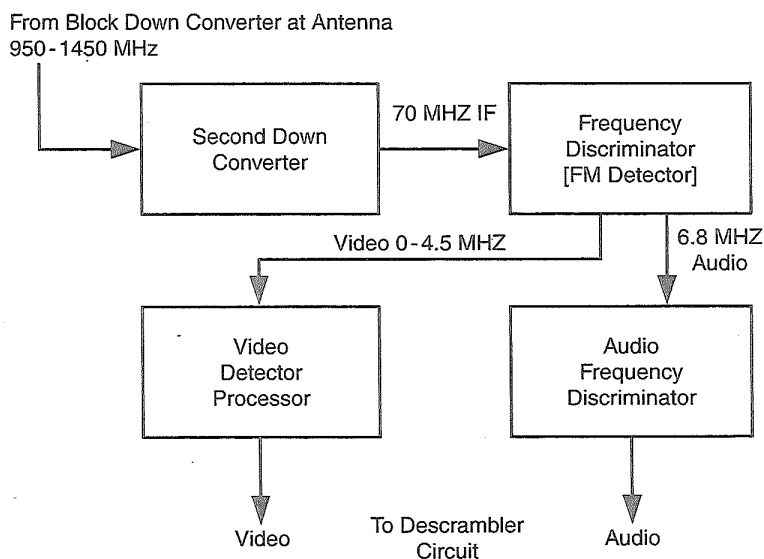 From Block Down Converter at Antenna
950-1450 MHz
Second Down
Converter
70 MHZ IF
Frequency
Discriminator
[FM Detector]
Video 0-4.5 MHZ
6.8 MHZ
Audio
Video
Detector
Processor
Audio
Frequency
Discriminator
Video
To Descrambler
Circuit
Audio